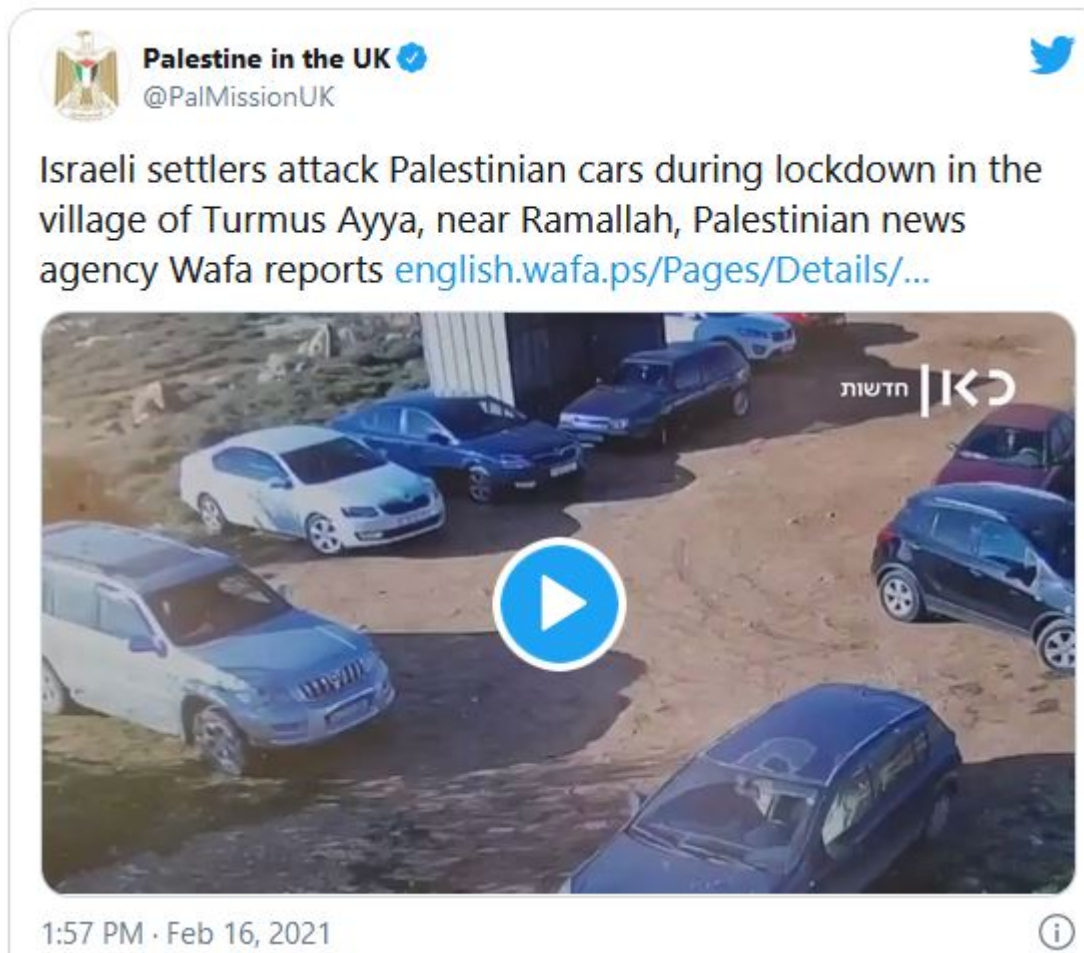 Palestine in the UK
@PalMissionUK
Israeli settlers attack Palestinian cars during lockdown in the
village of Turmus Ayya, near Ramallah, Palestinian news
agency Wafa reports english.wafa.ps/Pages/Details/...
כאן | חדשות
1:57 PM · Feb 16, 2021